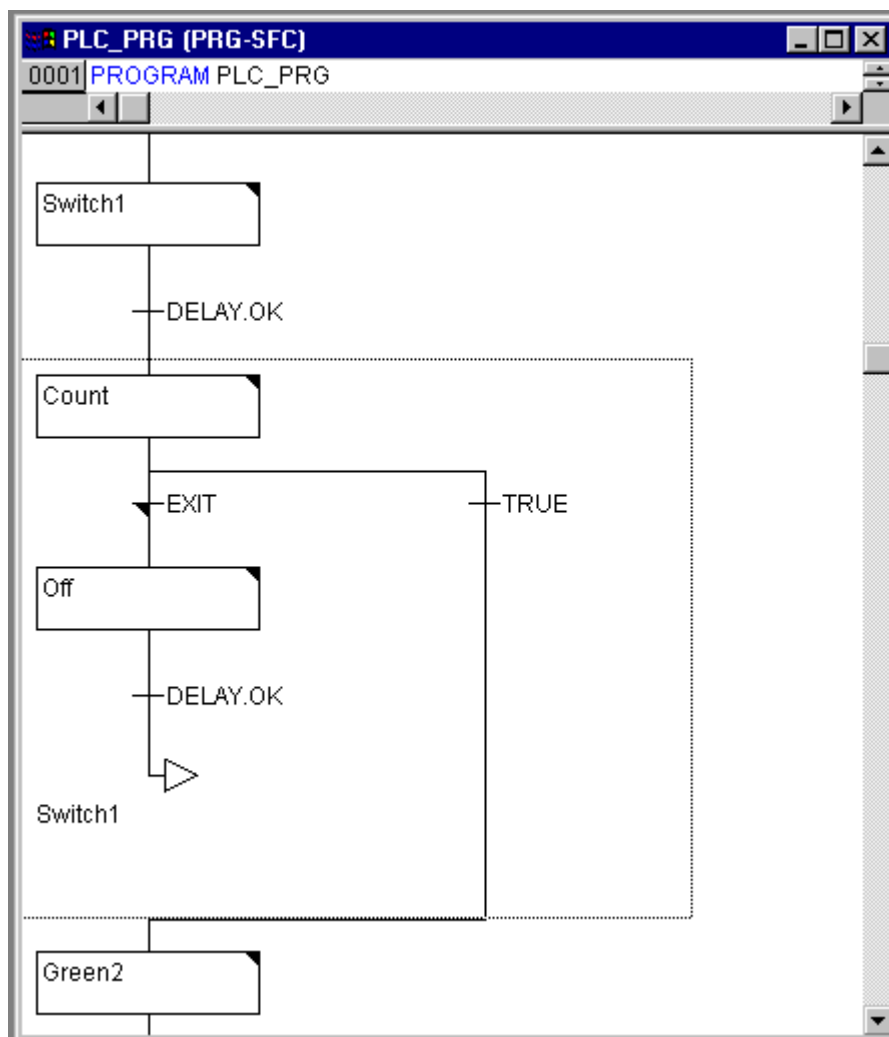 PLC_PRG (PRG-SFC)
0001 PROGRAM PLC_PRG
Switch1
DELAY.OK
Count
EXIT TRUE
Off
DELAY.OK
Switch1
Green2